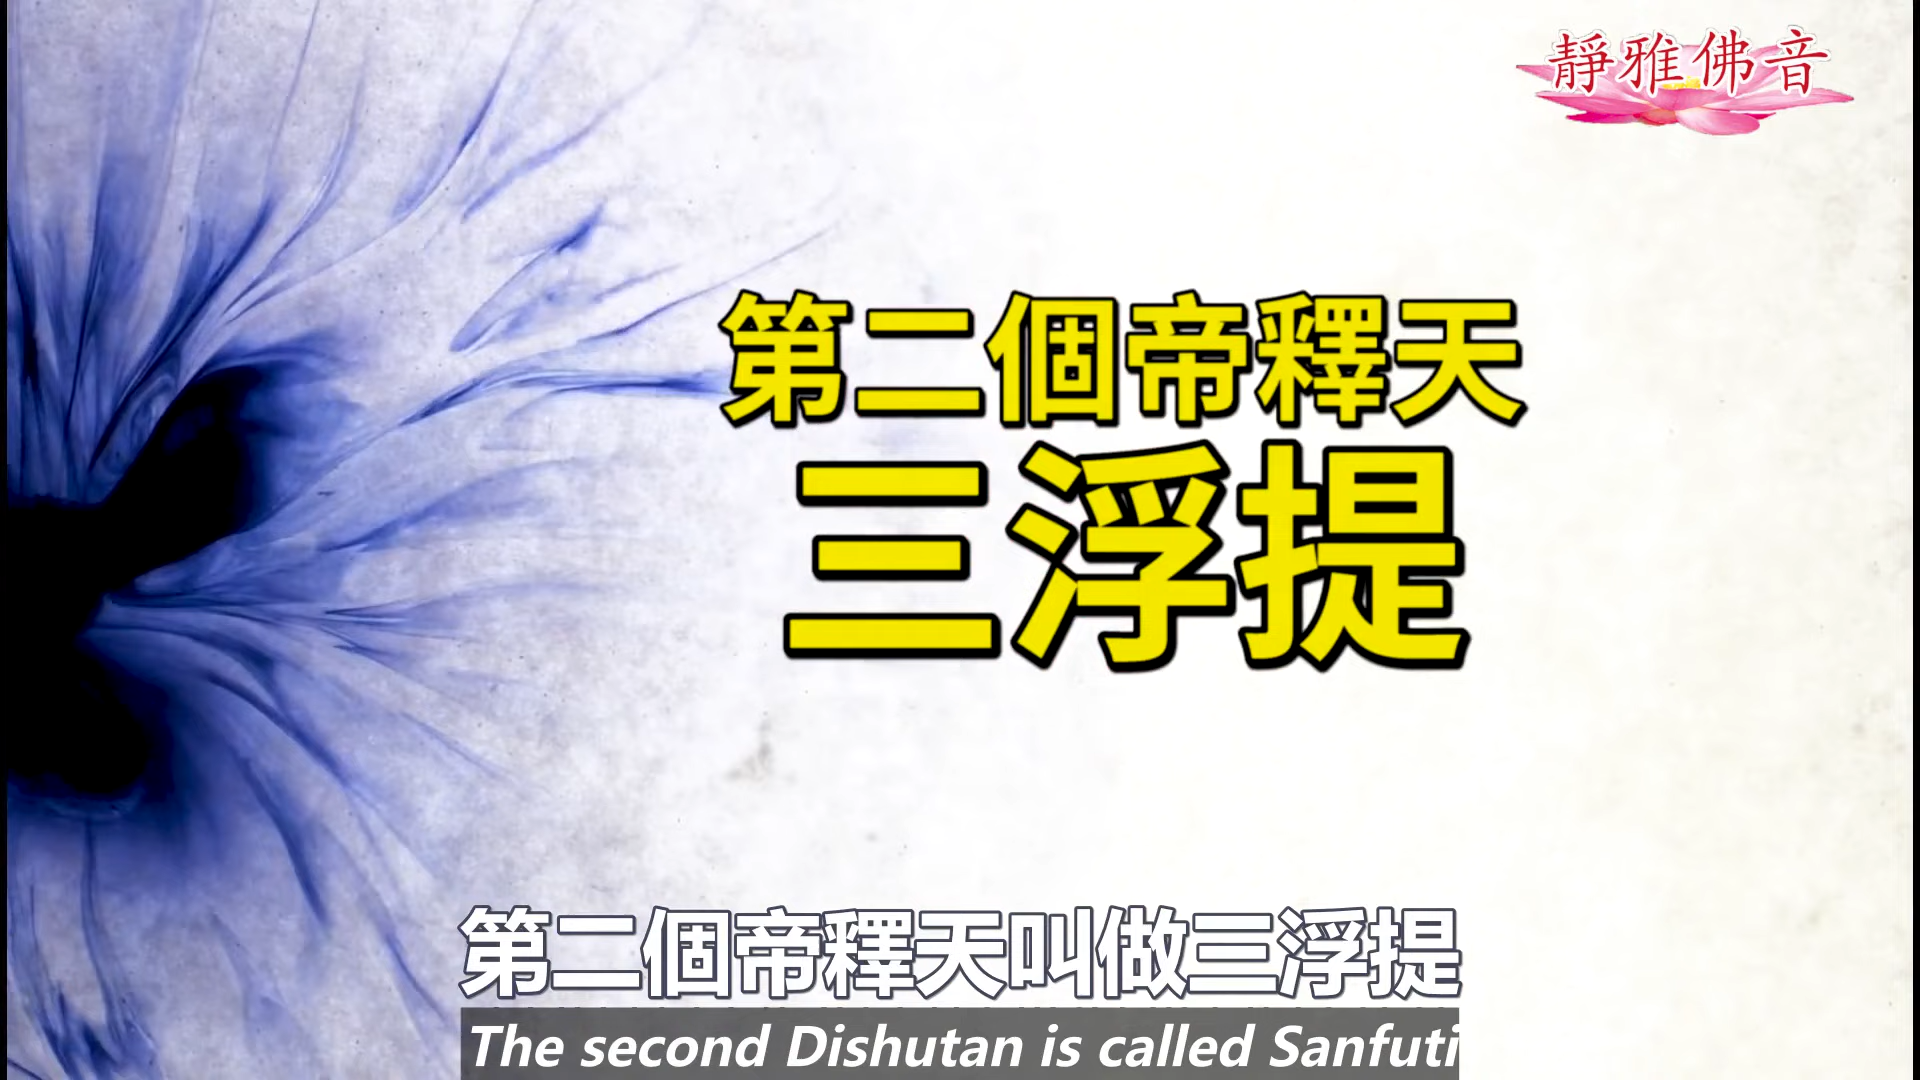 靜雅佛音
第二個帝釋天
三浮提
第二個帝釋天叫做三浮提
The second Dishutan is called Sanfuti